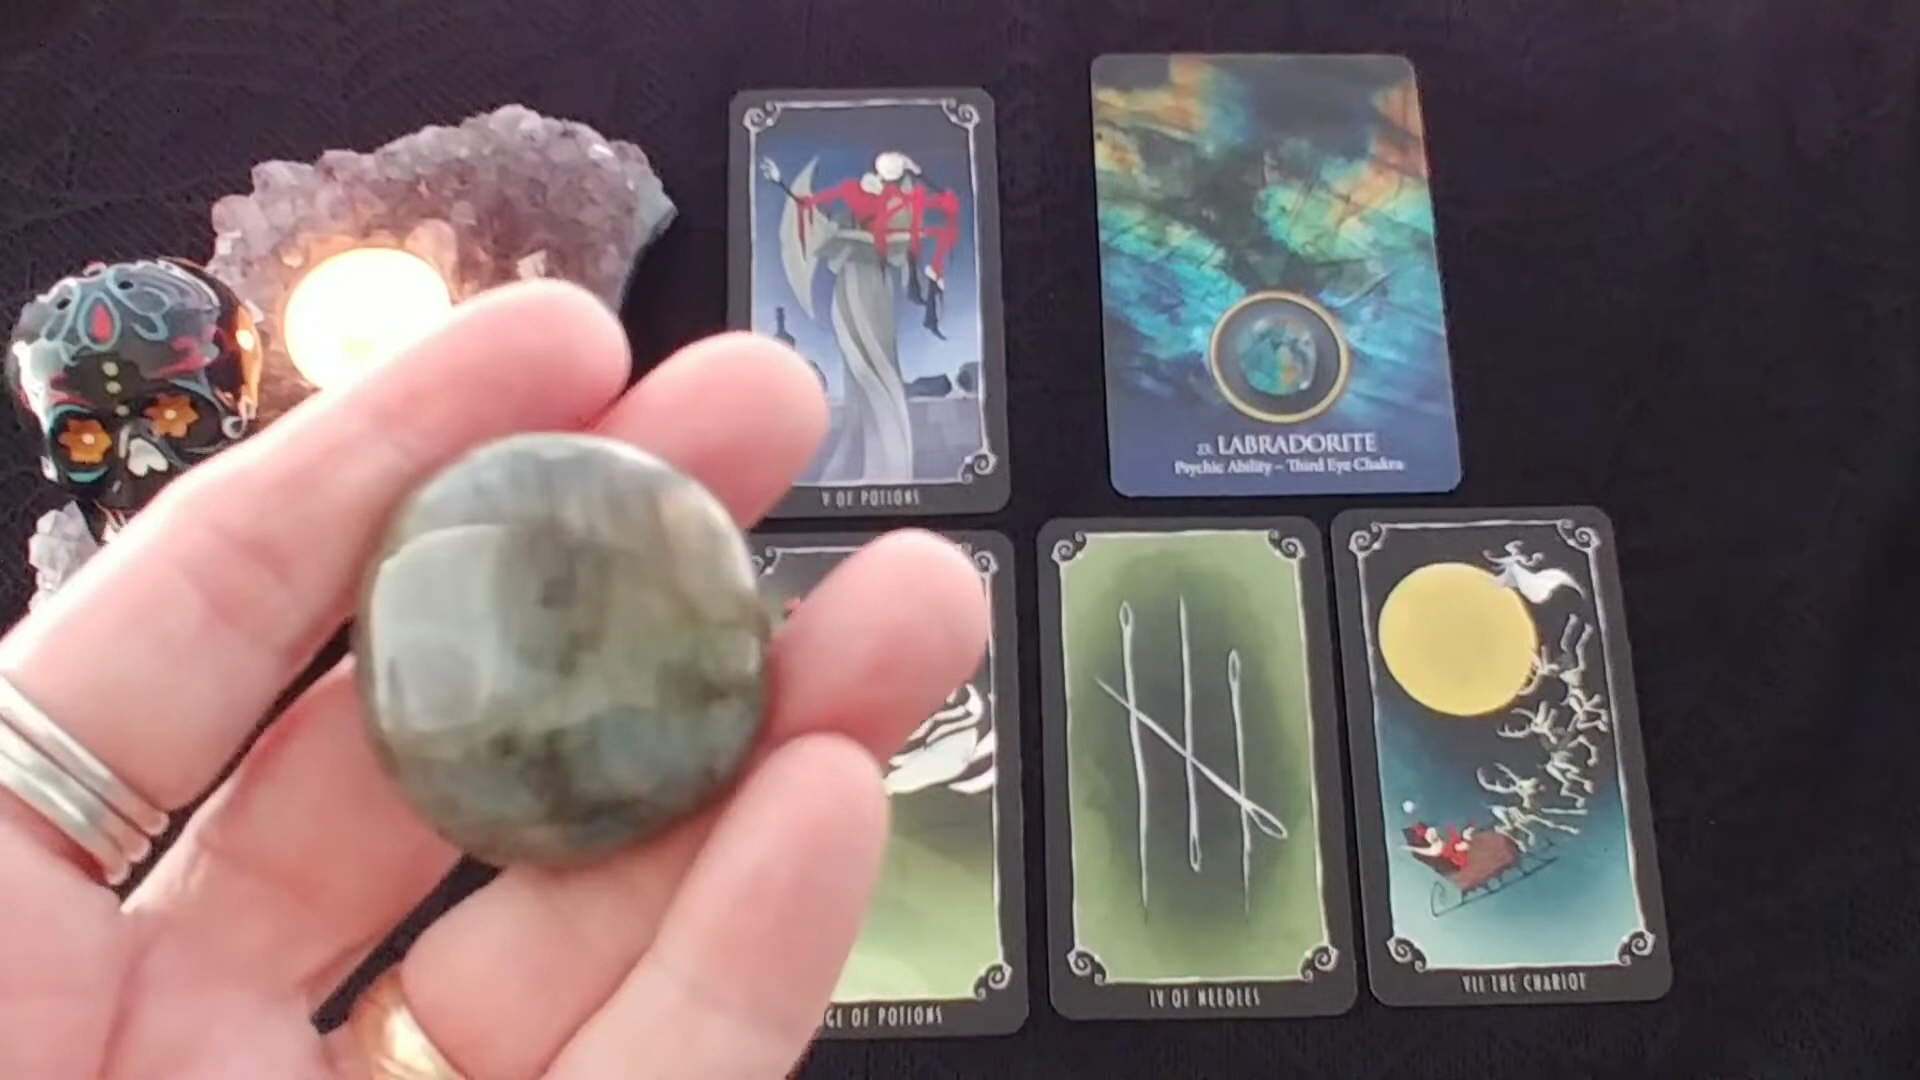 V OF POTIONS
23. LABRADORITE
Psychic Ability – Third Eye Chakra
GE OF POTIONS
IV OF NEEDLES
VII THE CHARIOT